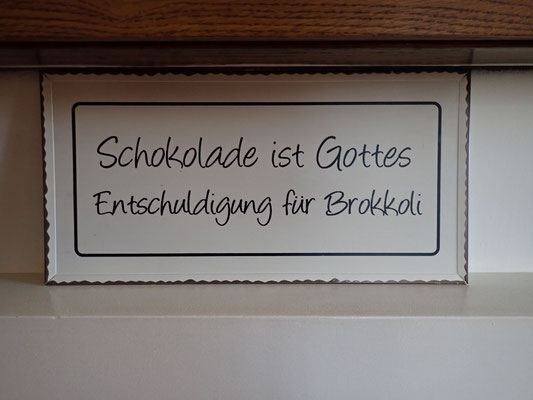 Schokolade ist Gottes
Entschuldigung für Brokkoli